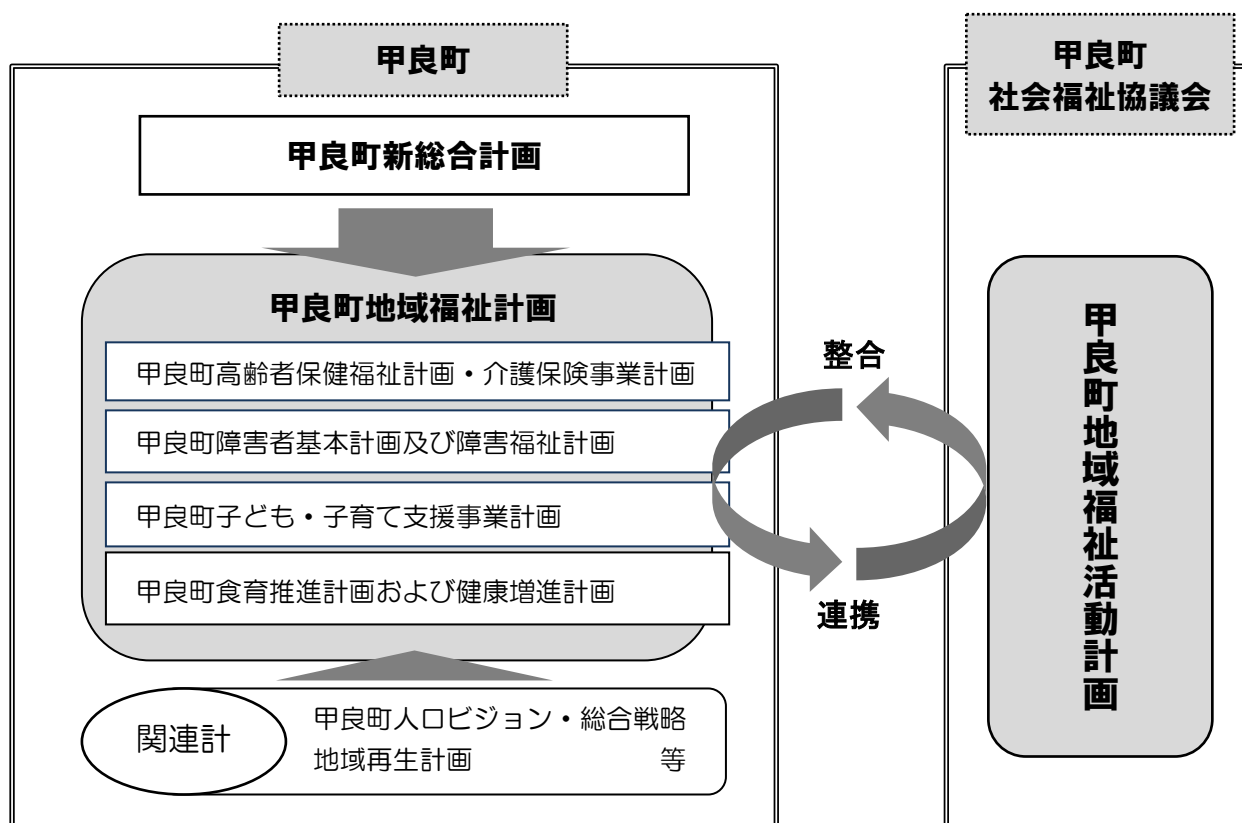 甲良町
甲良町新総合計画
甲良町地域福祉計画
甲良町高齢者保健福祉計画・介護保険事業計画
甲良町障害者基本計画及び障害福祉計画
甲良町子ども・子育て支援事業計画
甲良町食育推進計画および健康増進計画
関連計
甲良町人口ビジョン・総合戦略
地域再生計画 等
整合
連携
甲良町
社会福祉協議会
甲良町地域福祉活動計画